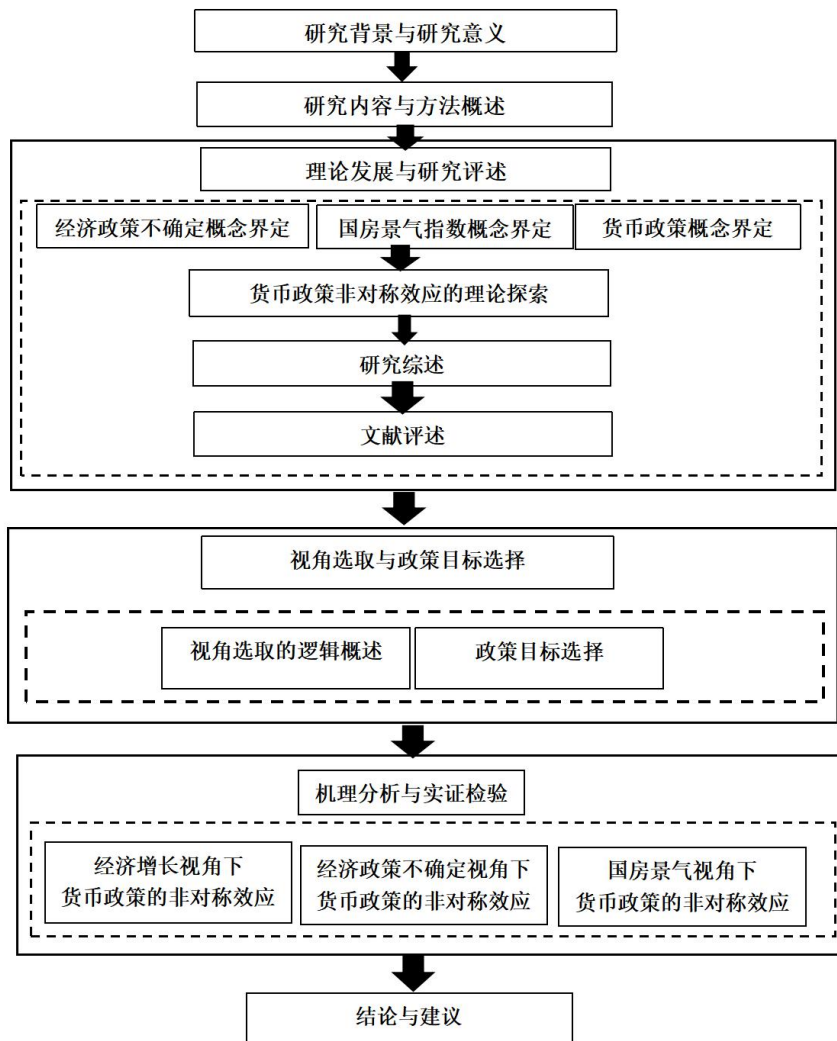 研究背景与研究意义
研究内容与方法概述
理论发展与研究评述
经济政策不确定概念界定
国房景气指数概念界定
货币政策概念界定
货币政策非对称效应的理论探索
研究综述
文献评述
视角选取与政策目标选择
视角选取的逻辑概述
政策目标选择
机理分析与实证检验
经济增长视角下
货币政策的非对称效应
经济政策不确定视角下
货币政策的非对称效应
国房景气视角下
货币政策的非对称效应
结论与建议